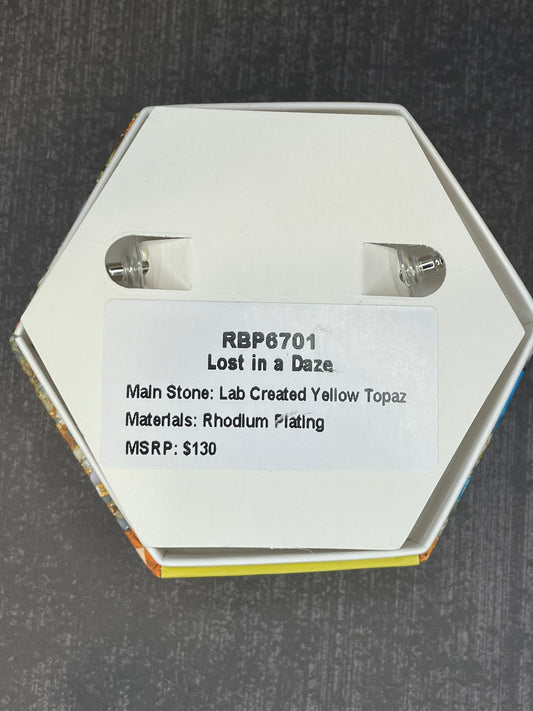 RBP6701
Lost in a Daze
Main Stone: Lab Created Yellow Topaz
Materials: Rhodium Plating
MSRP: $130